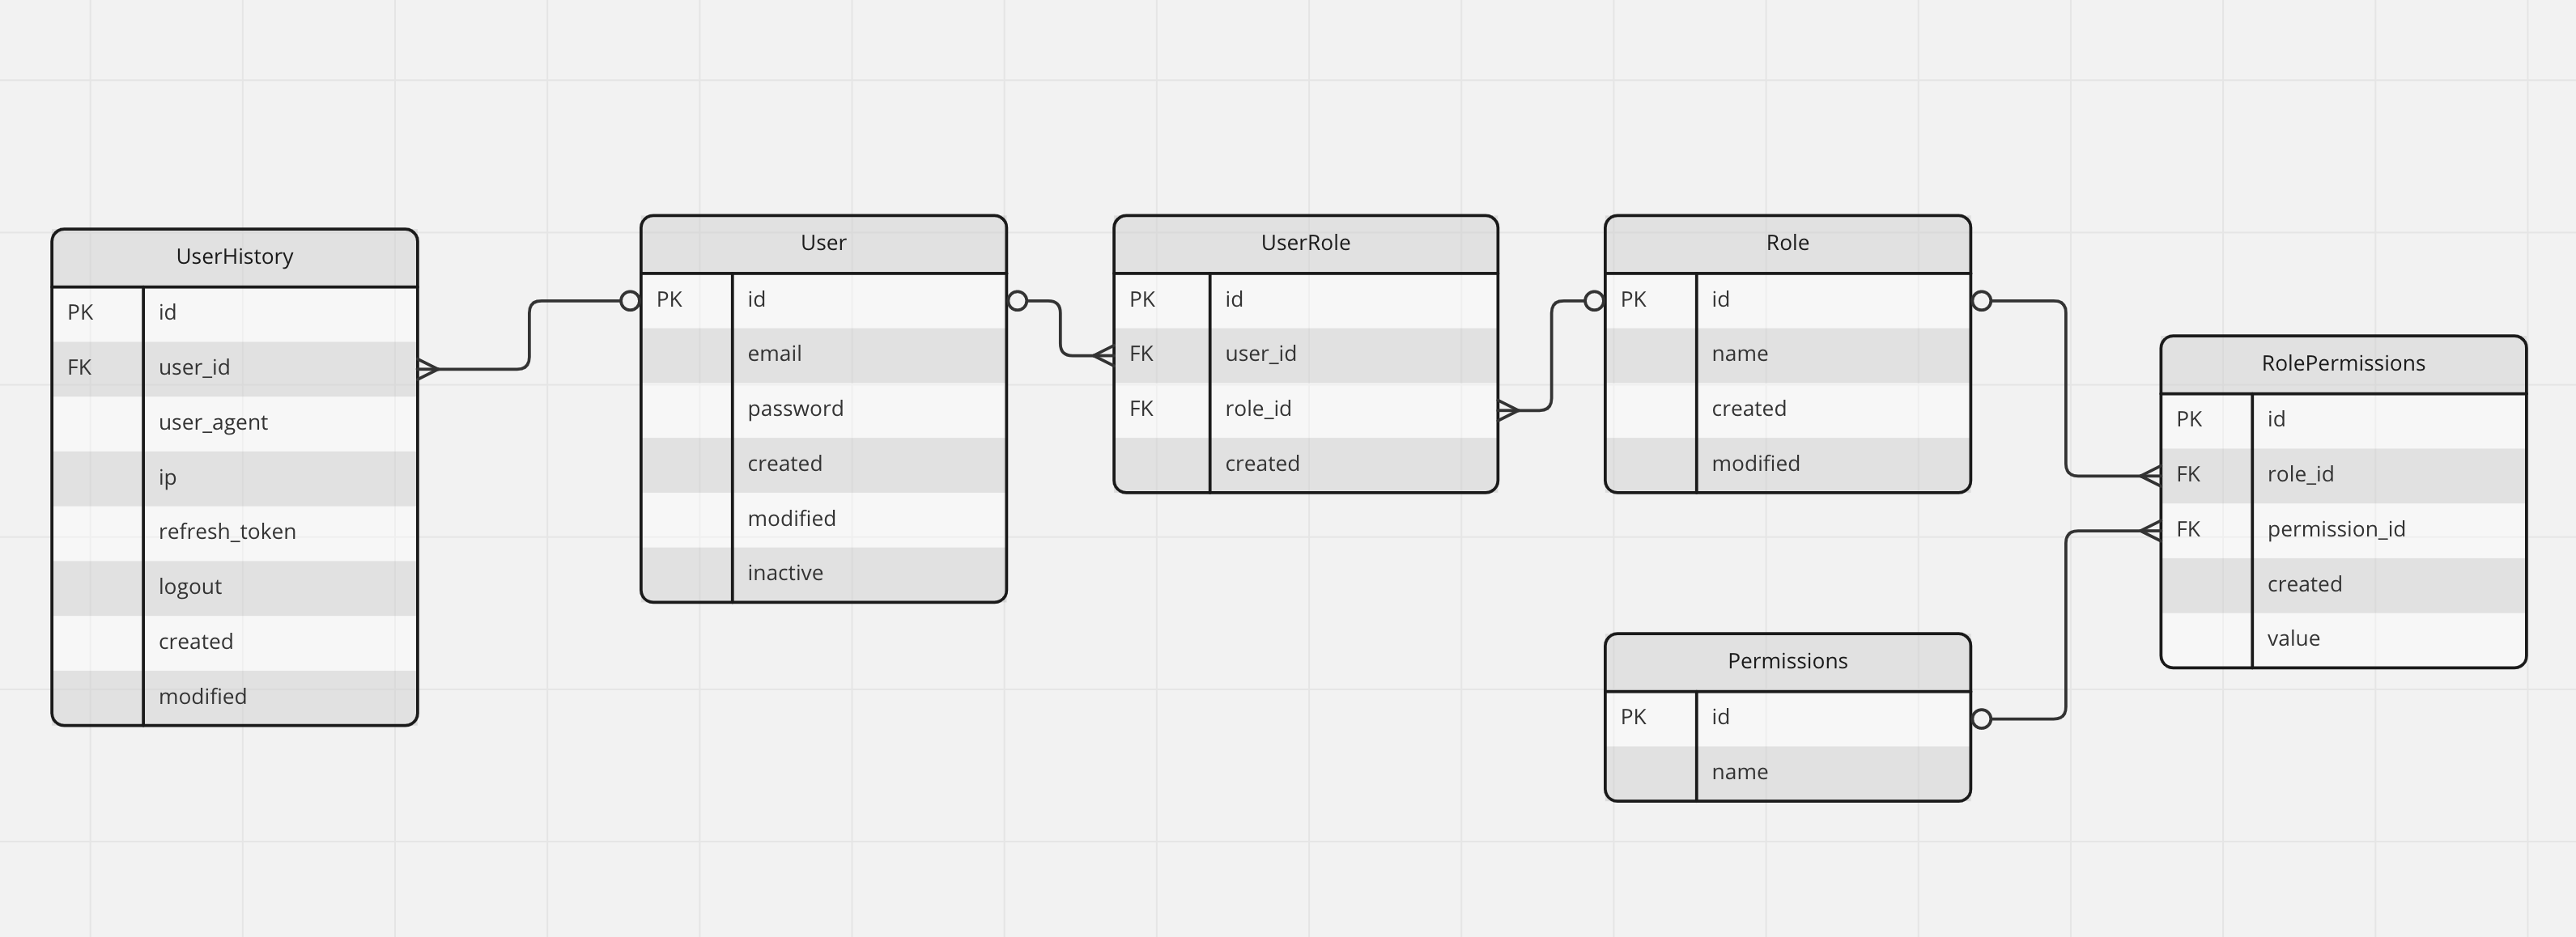 UserHistory
PK id
FK user_id
user_agent
ip
refresh_token
logout
created
modified
User
PK id
email
password
created
modified
inactive
UserRole
PK id
FK user_id
FK role_id
created
Role
PK id
name
created
modified
Permissions
PK id
name
RolePermissions
PK id
FK role_id
FK permission_id
created
value